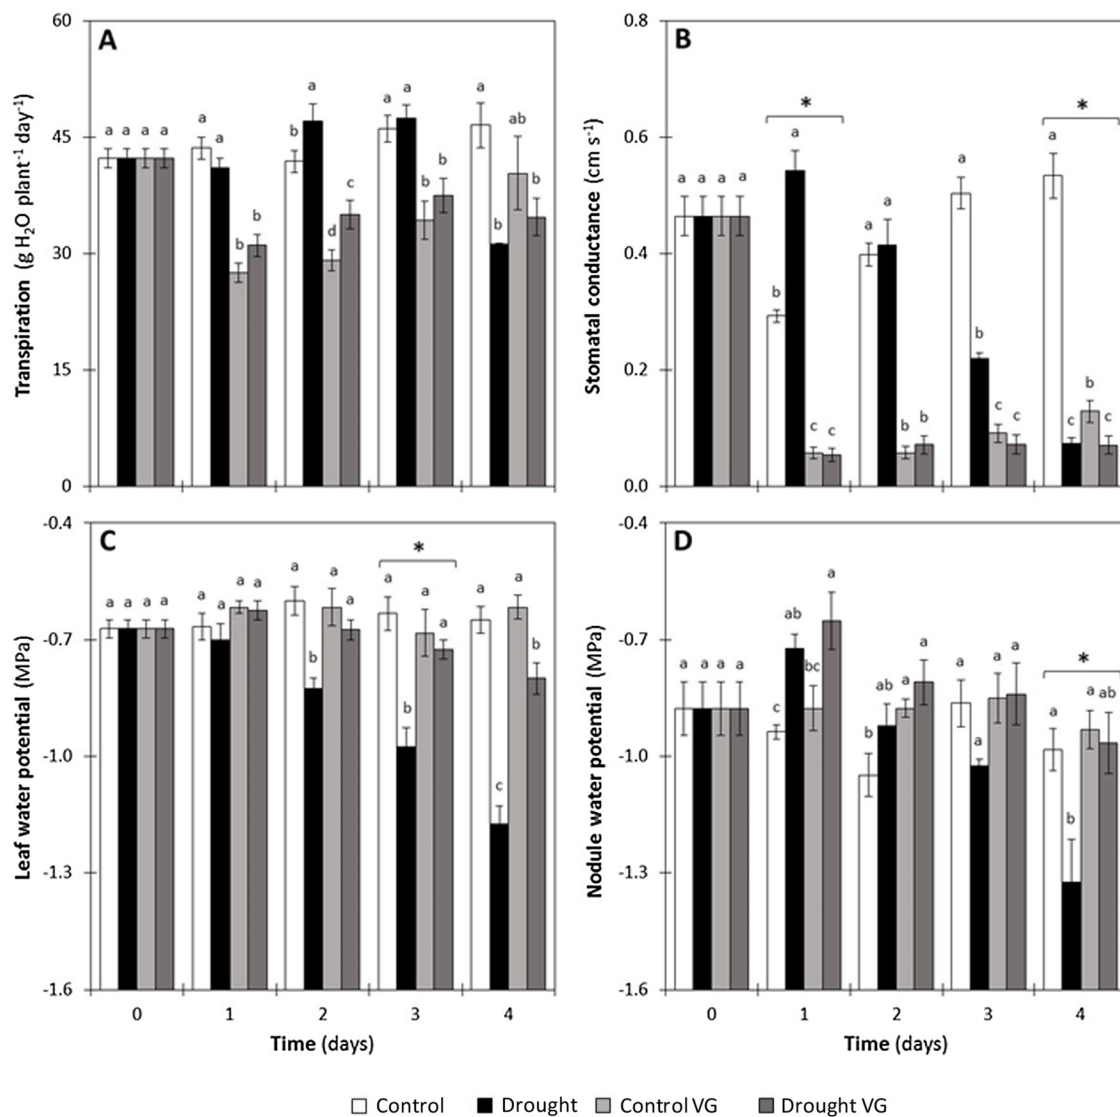 A
B
Transpiration (g H₂O plant⁻¹ day⁻¹)
60
45
30
15
0
a a a a
a a b b
b a d c
a a b b
a b ab b
Stomatal conductance (cm s⁻¹)
0.8
0.6
0.4
0.2
0.0
a a a a
*
b a c c
a a b b
a b c c
*
a c b c
C
D
Leaf water potential (MPa)
-0.4
-0.7
-1.0
-1.3
-1.6
a a a a
a a a a
a b a a
*
a b a a
a c a b
0 1 2 3 4
Time (days)
Nodule water potential (MPa)
-0.4
-0.7
-1.0
-1.3
-1.6
a a a a
c ab bc a
b ab a a
a a a a
*
a b a ab
0 1 2 3 4
Time (days)
Control Drought Control VG Drought VG